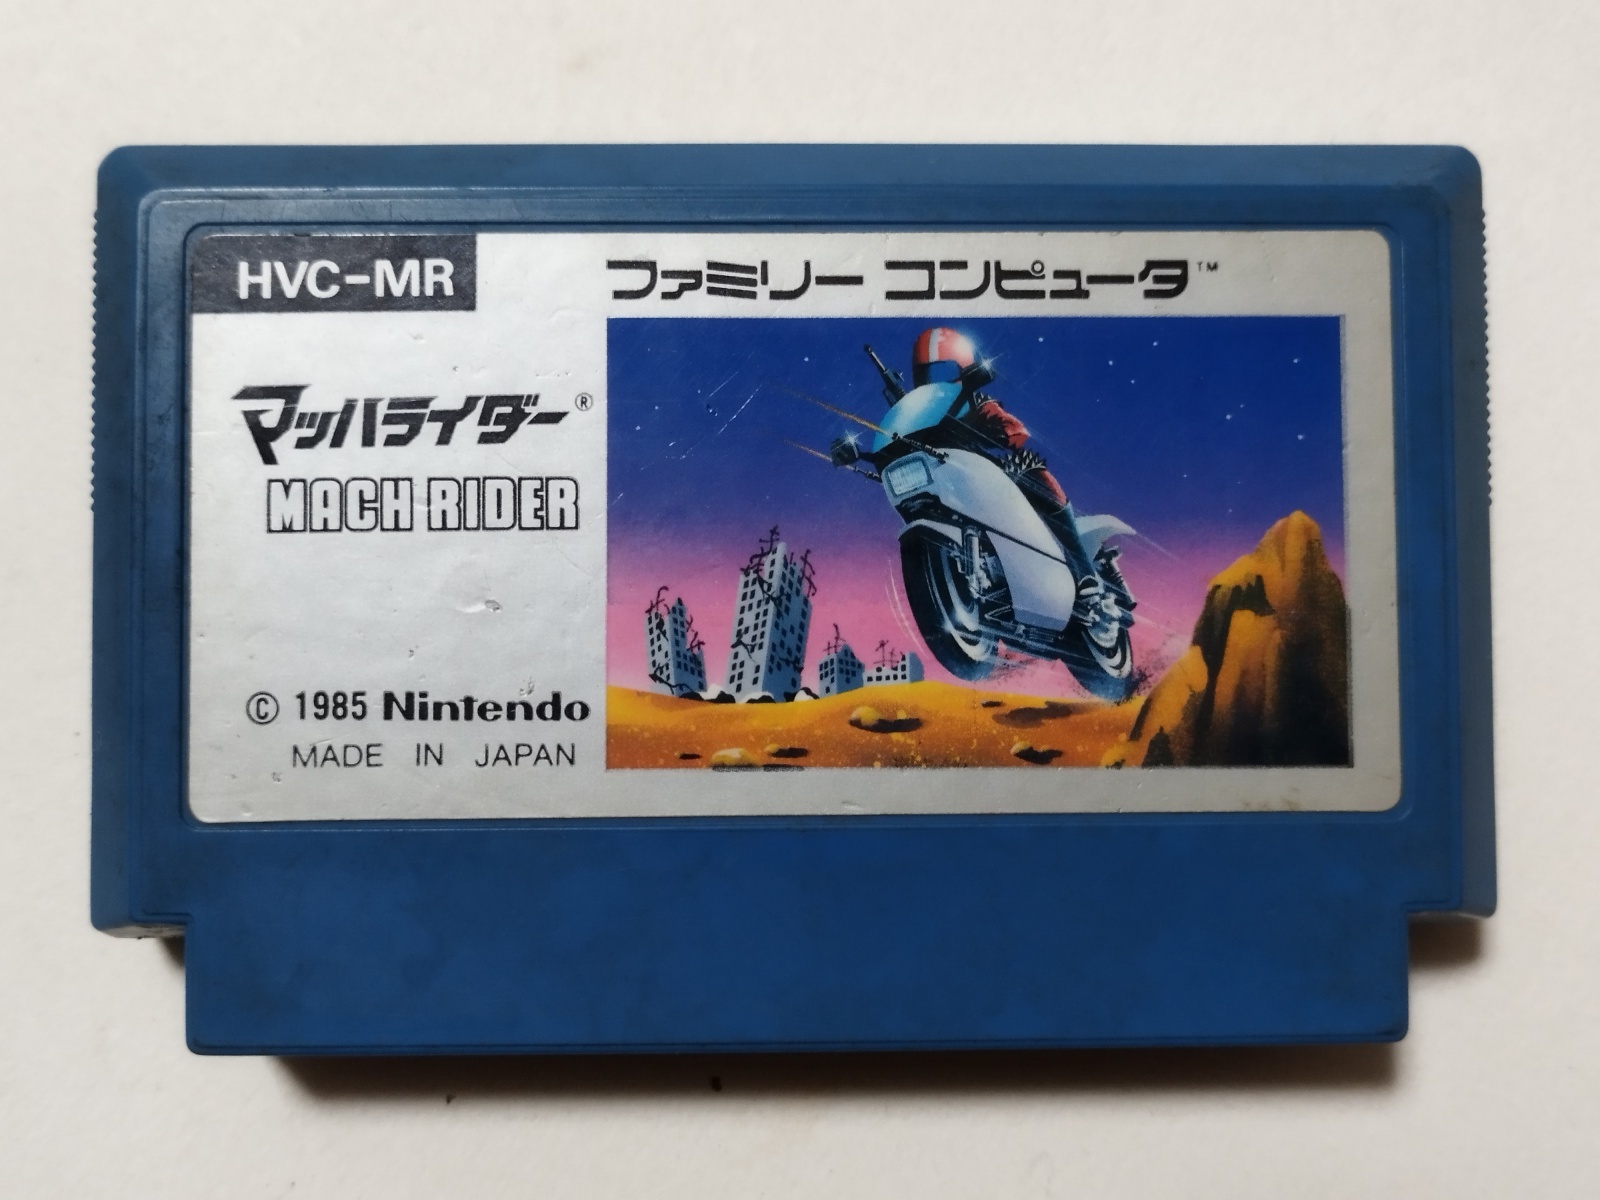 HVC-MR
ファミリー コンピュータ™
マッハライダー®
MACH RIDER
© 1985 Nintendo
MADE IN JAPAN